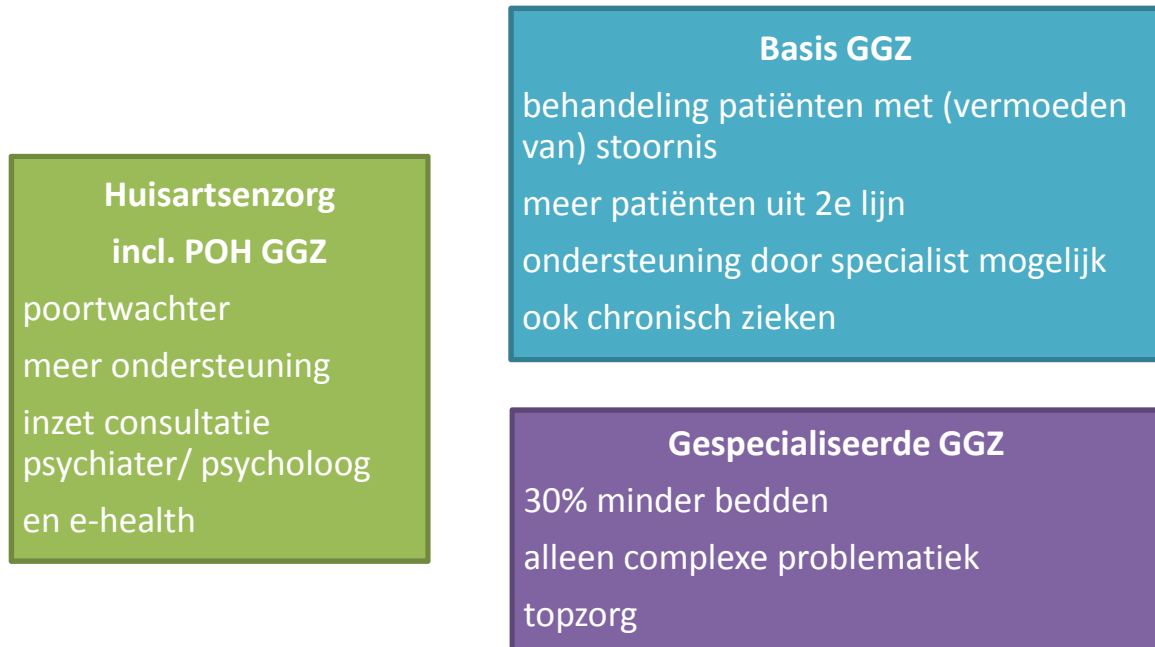 Huisartsenzorg
incl. POH GGZ
poortwachter
meer ondersteuning
inzet consultatie
psychiater/ psycholoog
en e-health
Basis GGZ
behandeling patiënten met (vermoeden
van) stoornis
meer patiënten uit 2e lijn
ondersteuning door specialist mogelijk
ook chronisch zieken
Gespecialiseerde GGZ
30% minder bedden
alleen complexe problematiek
topzorg